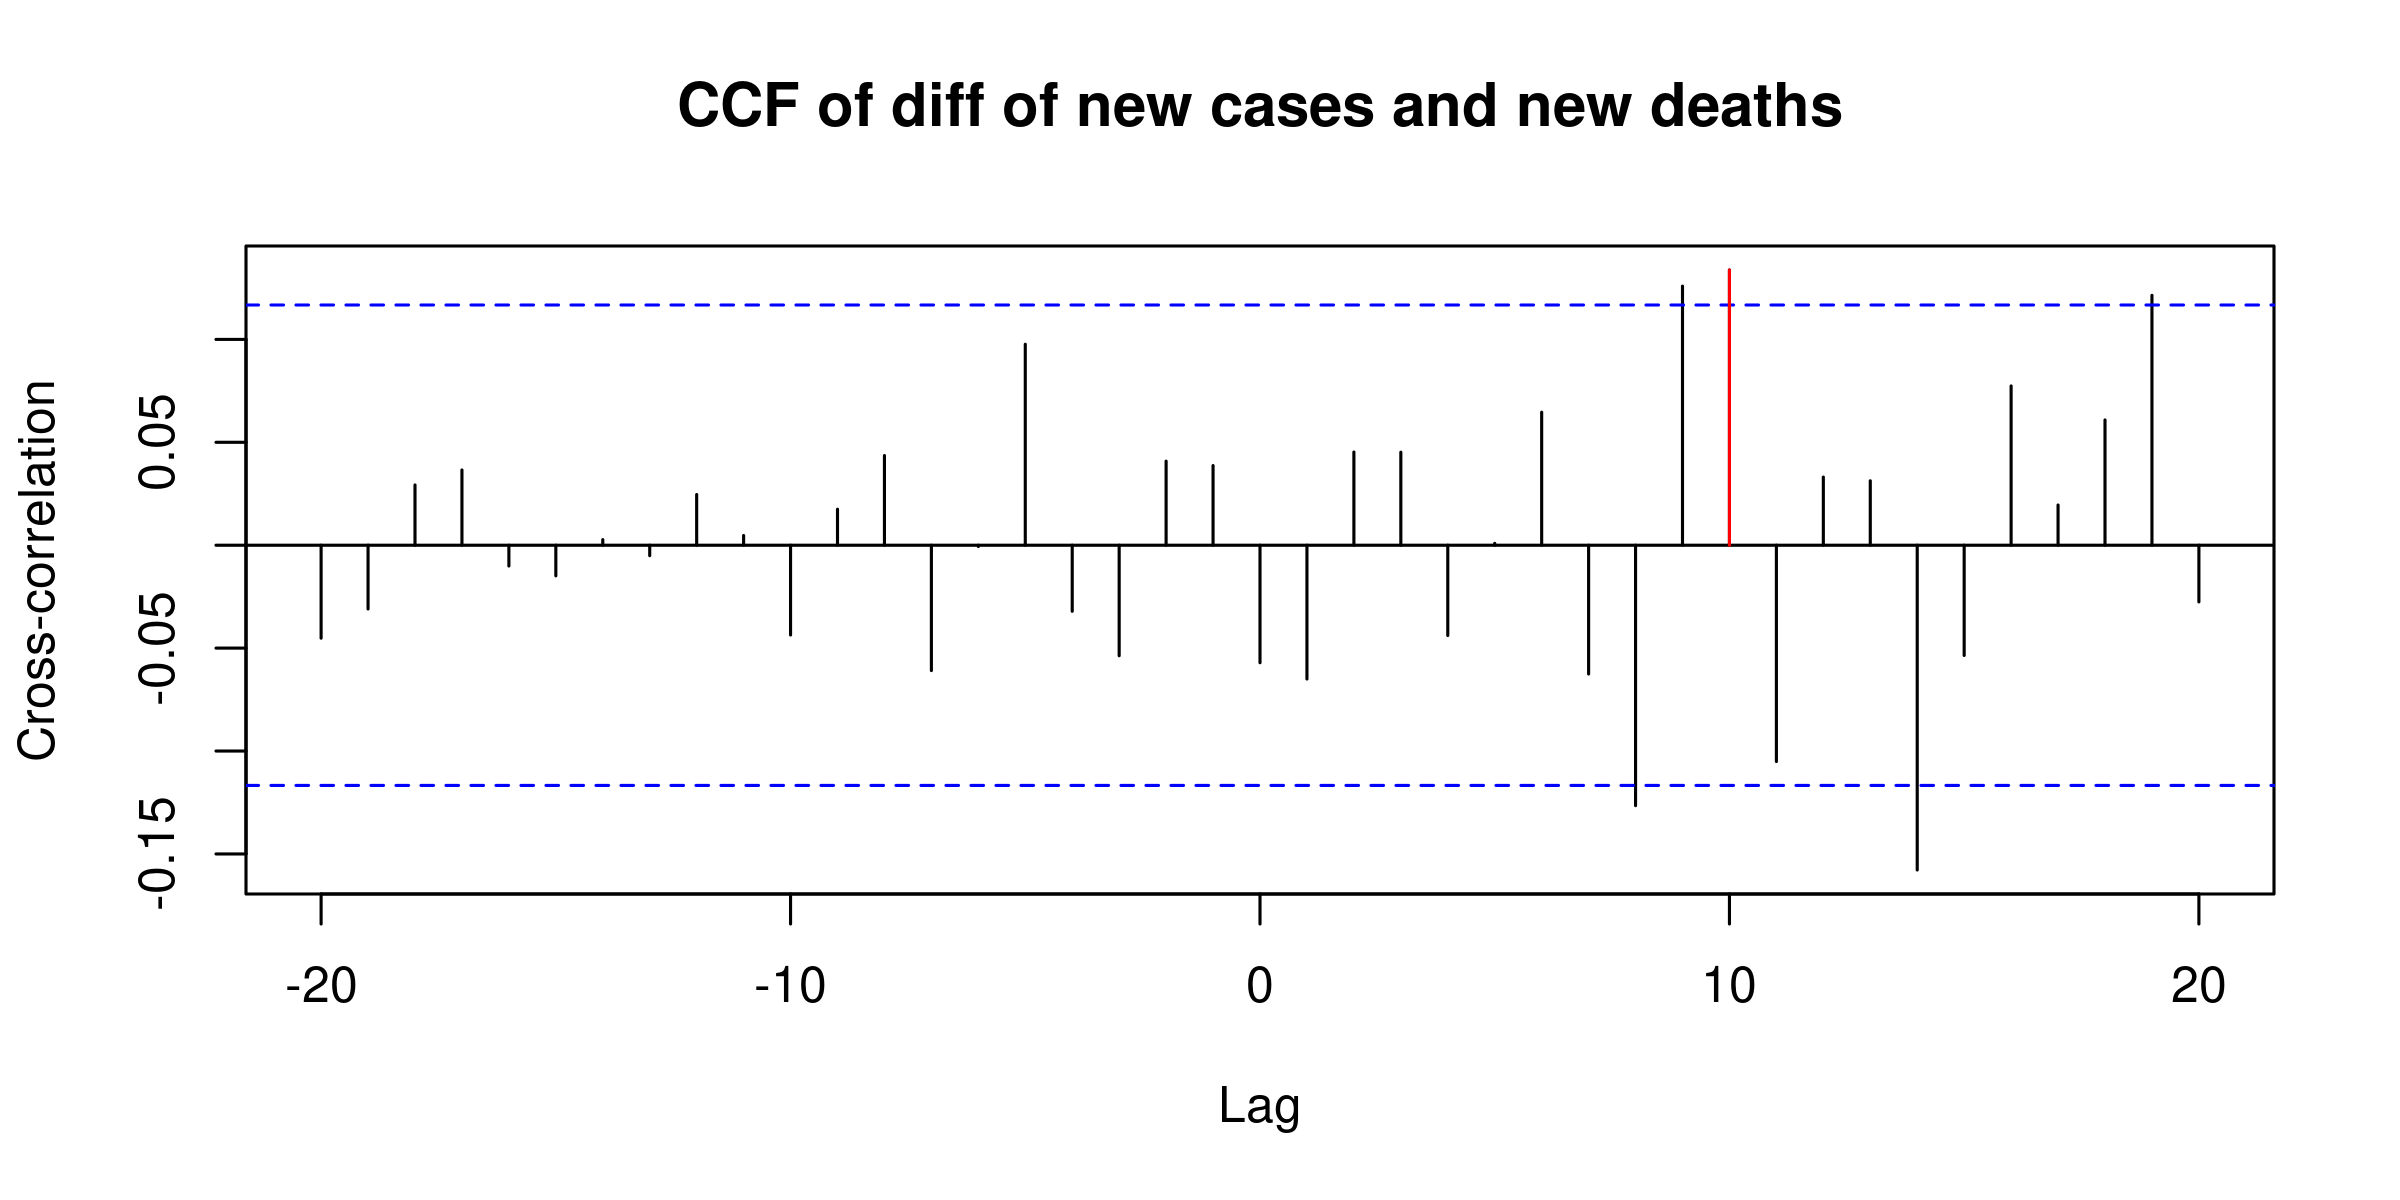 CCF of diff of new cases and new deaths
Cross-correlation
0.05
-0.05
-0.15
-20
-10
0
10
20
Lag